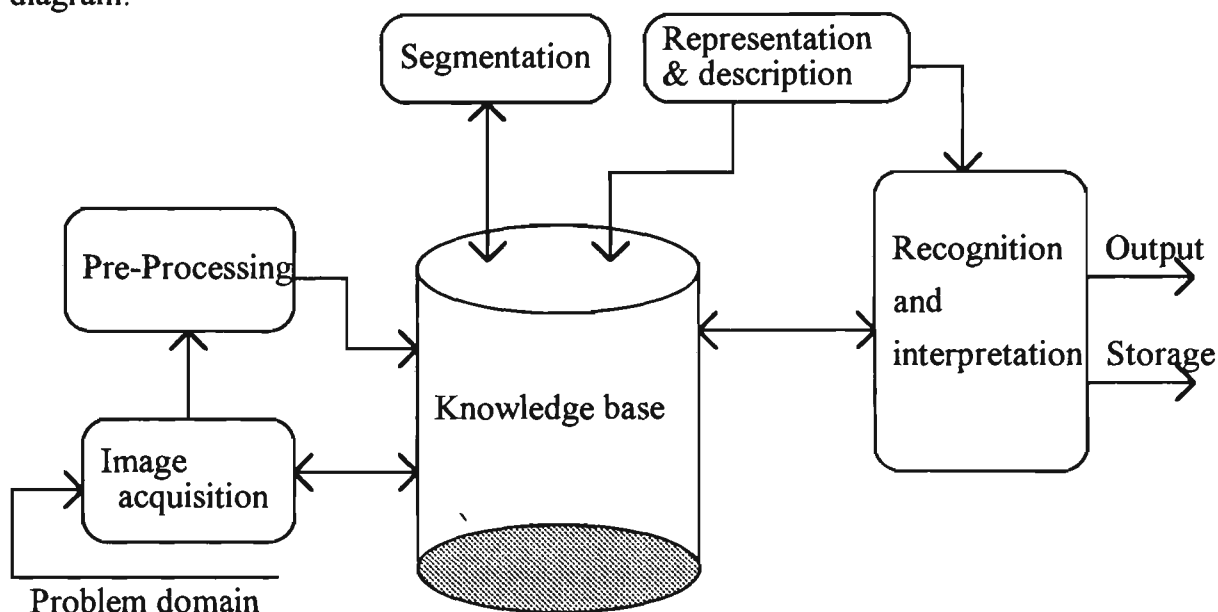 diagram.
Segmentation
Representation
& description
Pre-Processing
Recognition
and
interpretation
Output
Storage
Knowledge base
Image
acquisition
Problem domain